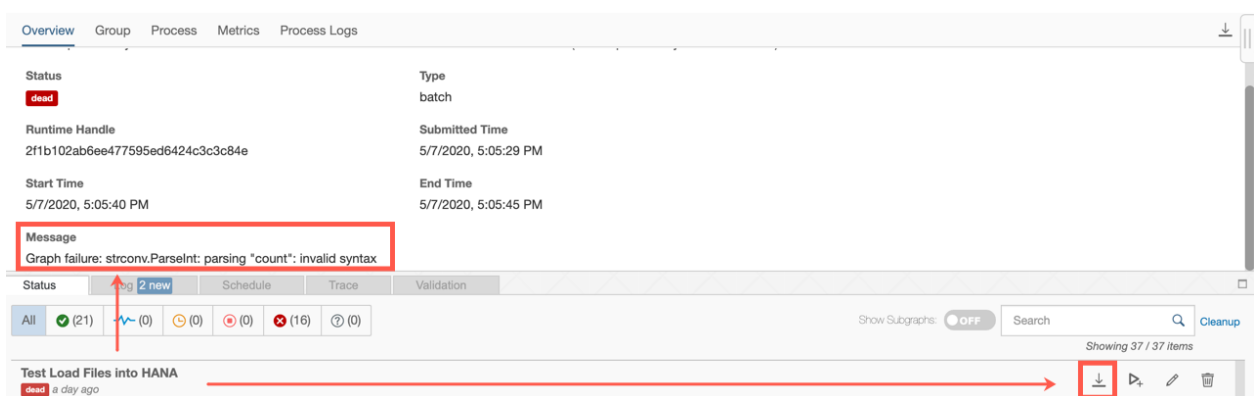 Overview Group Process Metrics Process Logs
Status Type
dead batch
Runtime Handle Submitted Time
2f1b102ab6ee477595ed6424c3c3c84e 5/7/2020, 5:05:29 PM
Start Time End Time
5/7/2020, 5:05:40 PM 5/7/2020, 5:05:45 PM
Message
Graph failure: strconv.ParseInt: parsing "count": invalid syntax
Status Log 2 new Schedule Trace Validation
All (21) (0) (0) (0) (16) (0) Show Subgraphs: OFF Search Cleanup
Showing 37 / 37 items
Test Load Files into HANA
dead a day ago